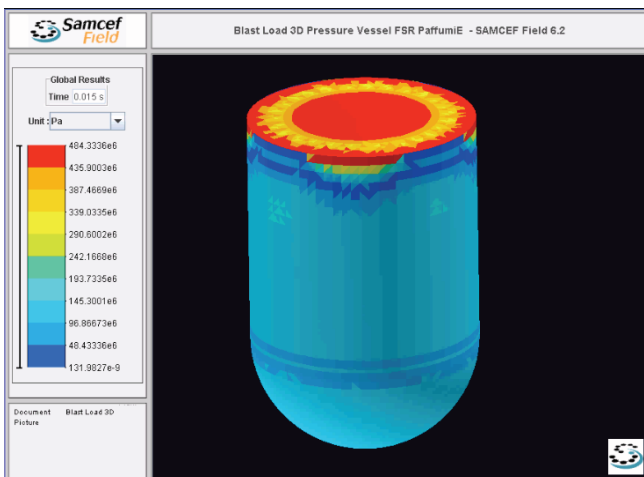 Samcef
Field
Blast Load 3D Pressure Vessel FSR PaffumiE - SAMCEF Field 6.2
Global Results
Time 0.015 s
Unit : Pa
484.3336e6
435.9003e6
387.4669e6
339.0335e6
290.6002e6
242.1668e6
193.7335e6
145.3001e6
96.86673e6
48.43336e6
131.9827e-9
Document Blast Load 3D
Picture